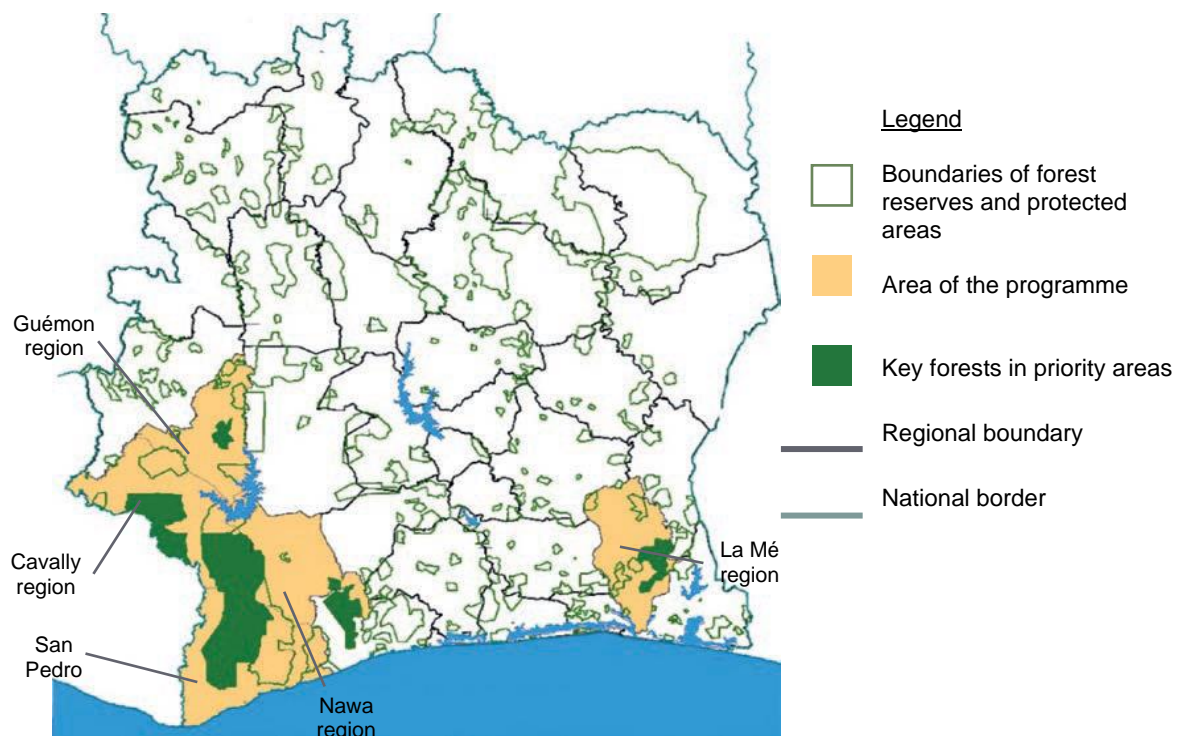 Legend
Boundaries of forest
reserves and protected
areas
Area of the programme
Key forests in priority areas
Regional boundary
National border
Guémon
region
Cavally
region
San
Pedro
Nawa
region
La Mé
region